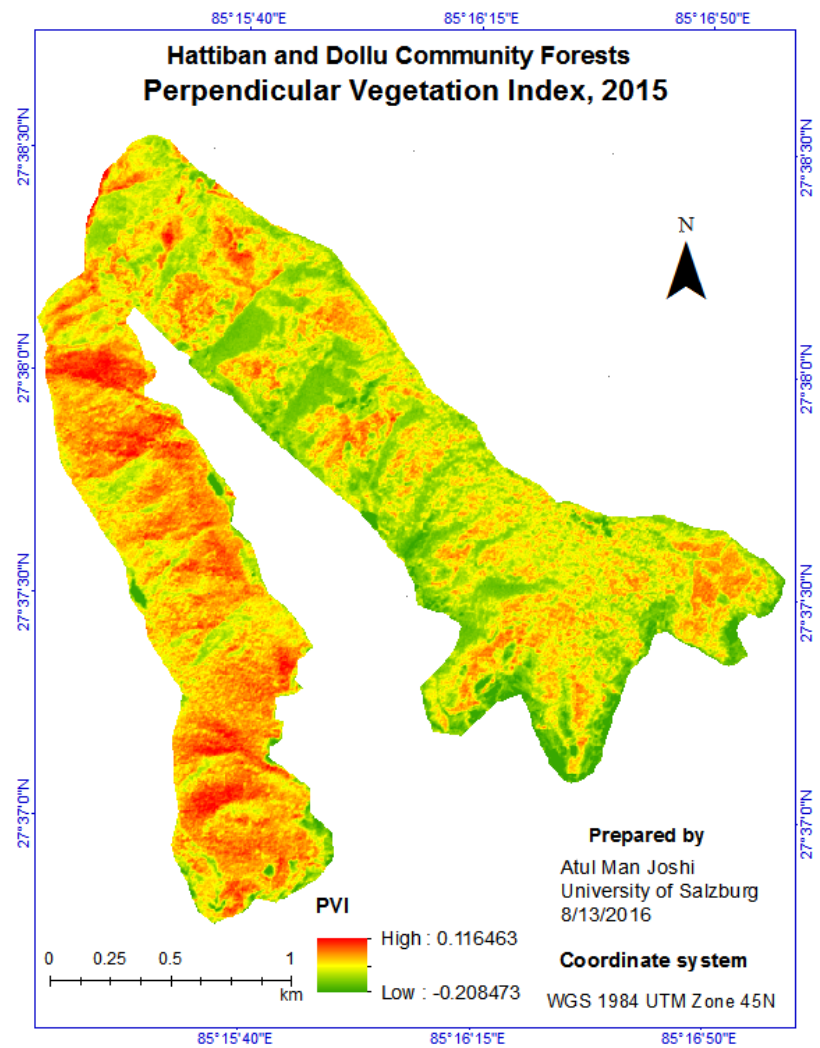 85°15'40"E 85°16'15"E 85°16'50"E
Hattiban and Dollu Community Forests
Perpendicular Vegetation Index, 2015
27°38'30"N
27°38'30"N
N
27°38'0"N
27°38'0"N
27°37'30"N
27°37'30"N
27°37'0"N
27°37'0"N
Prepared by
Atul Man Joshi
University of Salzburg
8/13/2016
PVI
High : 0.116463
Low : -0.208473
0 0.25 0.5 1
km
Coordinate system
WGS 1984 UTM Zone 45N
85°15'40"E 85°16'15"E 85°16'50"E